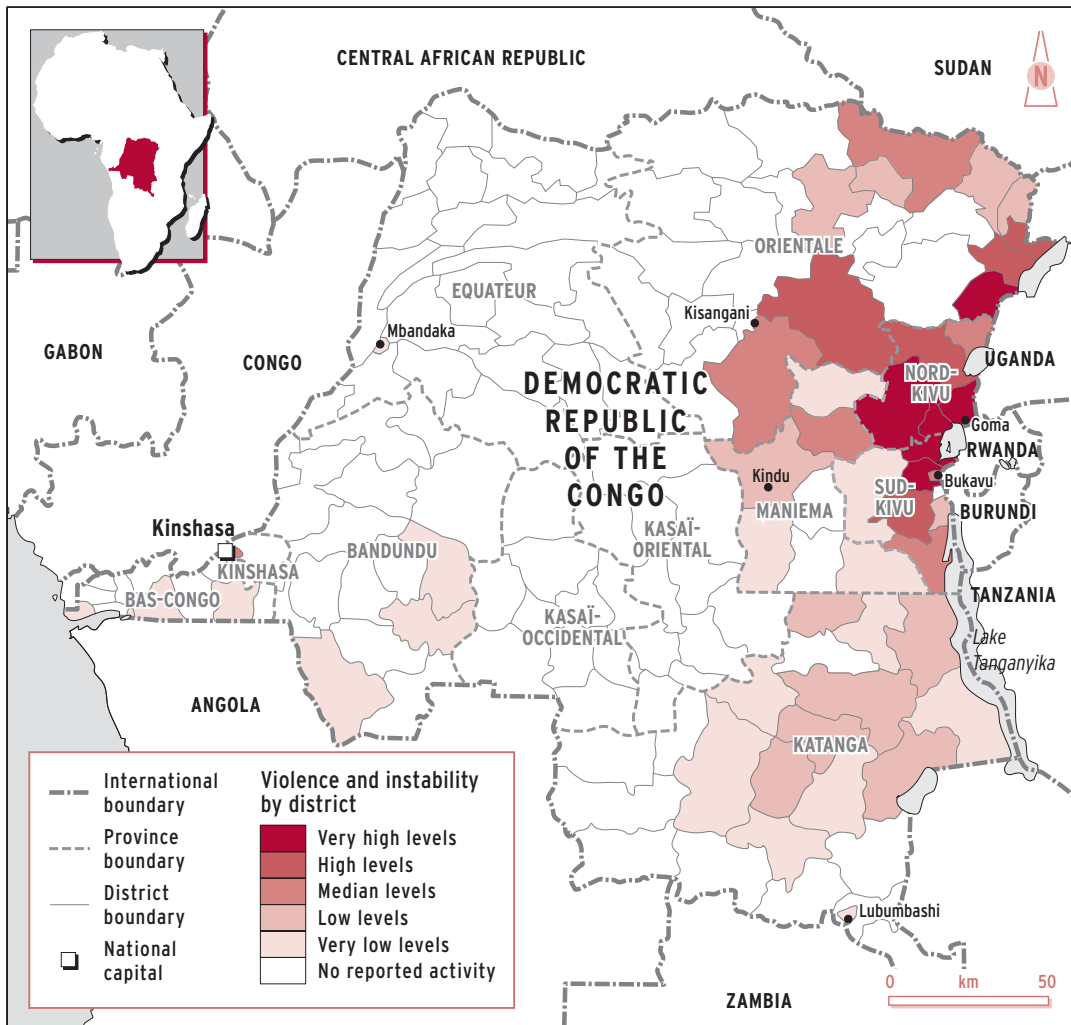 CENTRAL AFRICAN REPUBLIC
SUDAN
N
ORIENTALE
EQUATEUR
Kisangani
Mbandaka
GABON
CONGO
UGANDA
NORD-
KIVU
DEMOCRATIC
REPUBLIC
OF THE
CONGO
Goma
RWANDA
Kindu
Bukavu
SUD-
KIVU
MANIEMA
BURUNDI
Kinshasa
KASAÏ-
ORIENTAL
BANDUNDU
KINSHASA
BAS-CONGO
TANZANIA
KASAÏ-
OCCIDENTAL
Lake
Tanganyika
ANGOLA
KATANGA
Lubumbashi
ZAMBIA
International
boundary
Province
boundary
District
boundary
National
capital
Violence and instability
by district
Very high levels
High levels
Median levels
Low levels
Very low levels
No reported activity
0 km 50